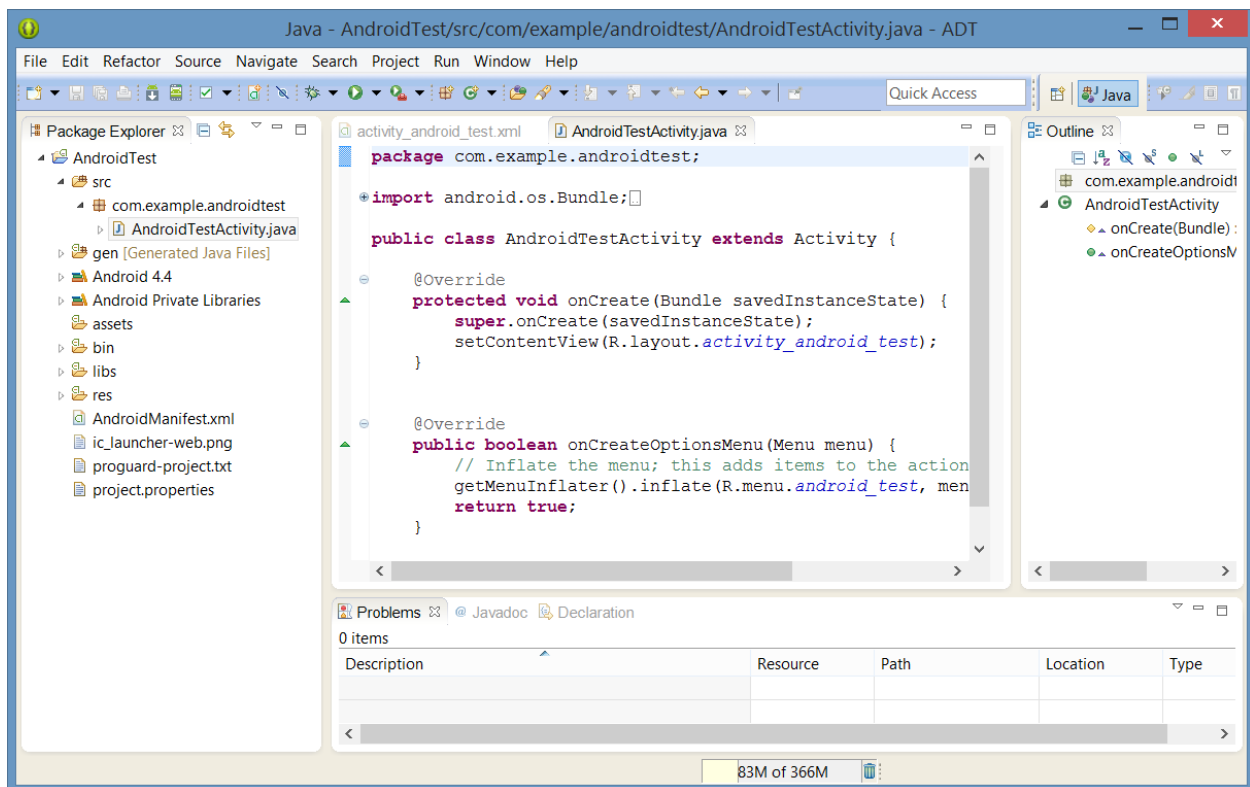 Java - AndroidTest/src/com/example/androidtest/AndroidTestActivity.java - ADT
File Edit Refactor Source Navigate Search Project Run Window Help
Quick Access
Java
Package Explorer
AndroidTest
src
com.example.androidtest
AndroidTestActivity.java
gen [Generated Java Files]
Android 4.4
Android Private Libraries
assets
bin
libs
res
AndroidManifest.xml
ic_launcher-web.png
proguard-project.txt
project.properties
activity_android_test.xml AndroidTestActivity.java
package com.example.androidtest;
import android.os.Bundle;
public class AndroidTestActivity extends Activity {
@Override
protected void onCreate(Bundle savedInstanceState) {
super.onCreate(savedInstanceState);
setContentView(R.layout.activity_android_test);
}
@Override
public boolean onCreateOptionsMenu(Menu menu) {
// Inflate the menu; this adds items to the action
getMenuInflater().inflate(R.menu.android_test, men
return true;
}
Outline
com.example.androidt
AndroidTestActivity
onCreate(Bundle) :
onCreateOptionsM
Problems @ Javadoc Declaration
0 items
Description Resource Path Location Type
83M of 366M